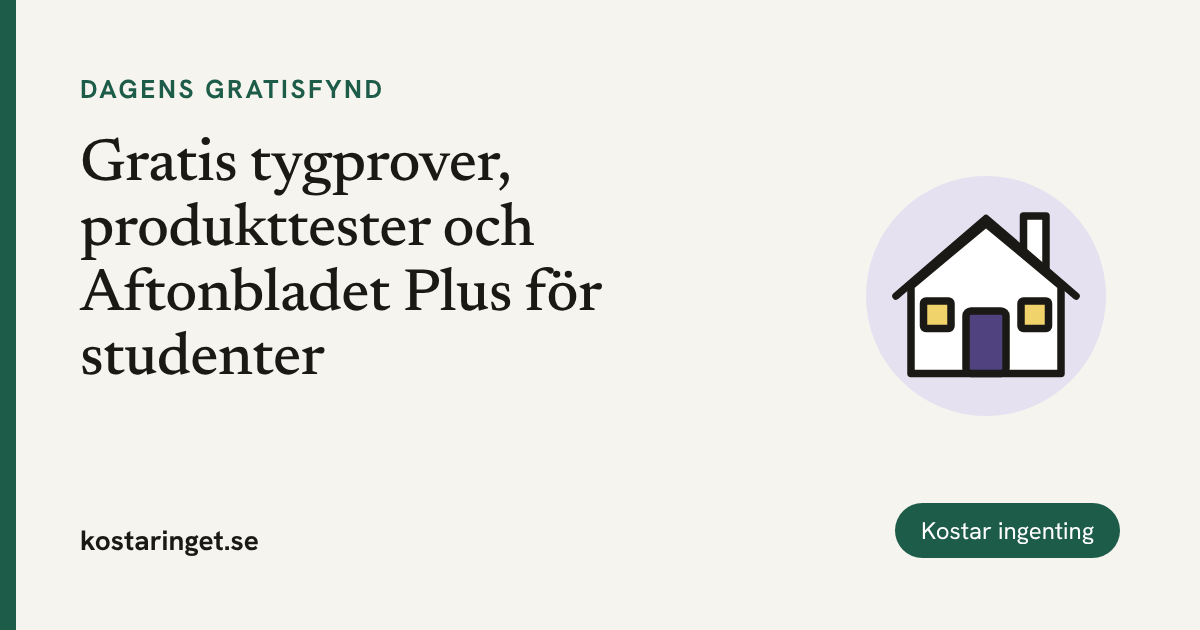 DAGENS GRATISFYND
Gratis tygprover,
produkttester och
Aftonbladet Plus för
studenter
kostaringet.se
Kostar ingenting